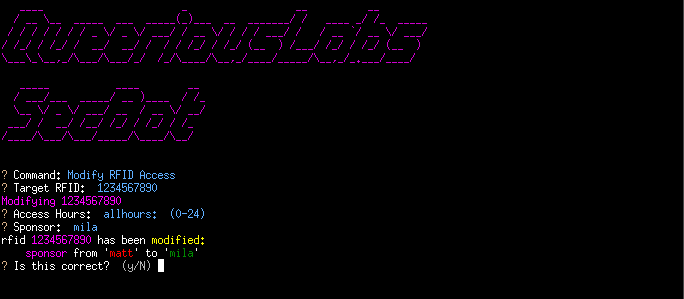 QueeriousLabs
SecBot
? Command: Modify RFID Access
? Target RFID: 1234567890
Modifying 1234567890
? Access Hours: allhours: (0-24)
? Sponsor: mila
rfid 1234567890 has been modified:
sponsor from 'matt' to 'mila'
? Is this correct? (y/N)